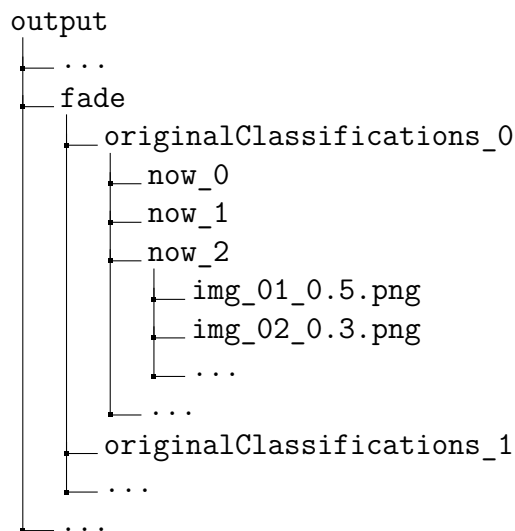 output
...
fade
originalClassifications_0
now_0
now_1
now_2
img_01_0.5.png
img_02_0.3.png
...
...
originalClassifications_1
...
...